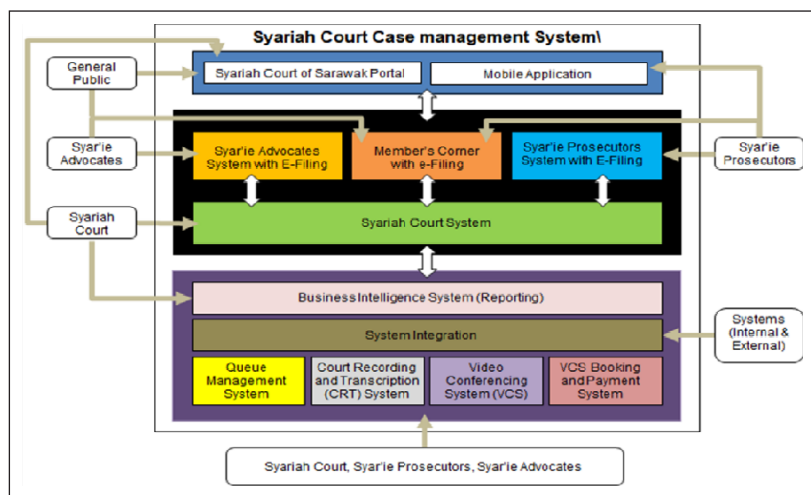 Syariah Court Case management System\
General
Public
Syariah Court of Sarawak Portal
Mobile Application
Syar'ie
Advocates
Syar'ie Advocates
System with E-Filing
Member's Corner
with e-Filing
Syar'ie Prosecutors
System with E-Filing
Syar'ie
Prosecutors
Syariah
Court
Syariah Court System
Business Intelligence System (Reporting)
System Integration
Systems
(Internal &
External)
Queue
Management
System
Court Recording
and Transcription
(CRT) System
Video
Conferencing
System (VCS)
VCS Booking
and Payment
System
Syariah Court, Syar'ie Prosecutors, Syar'ie Advocates